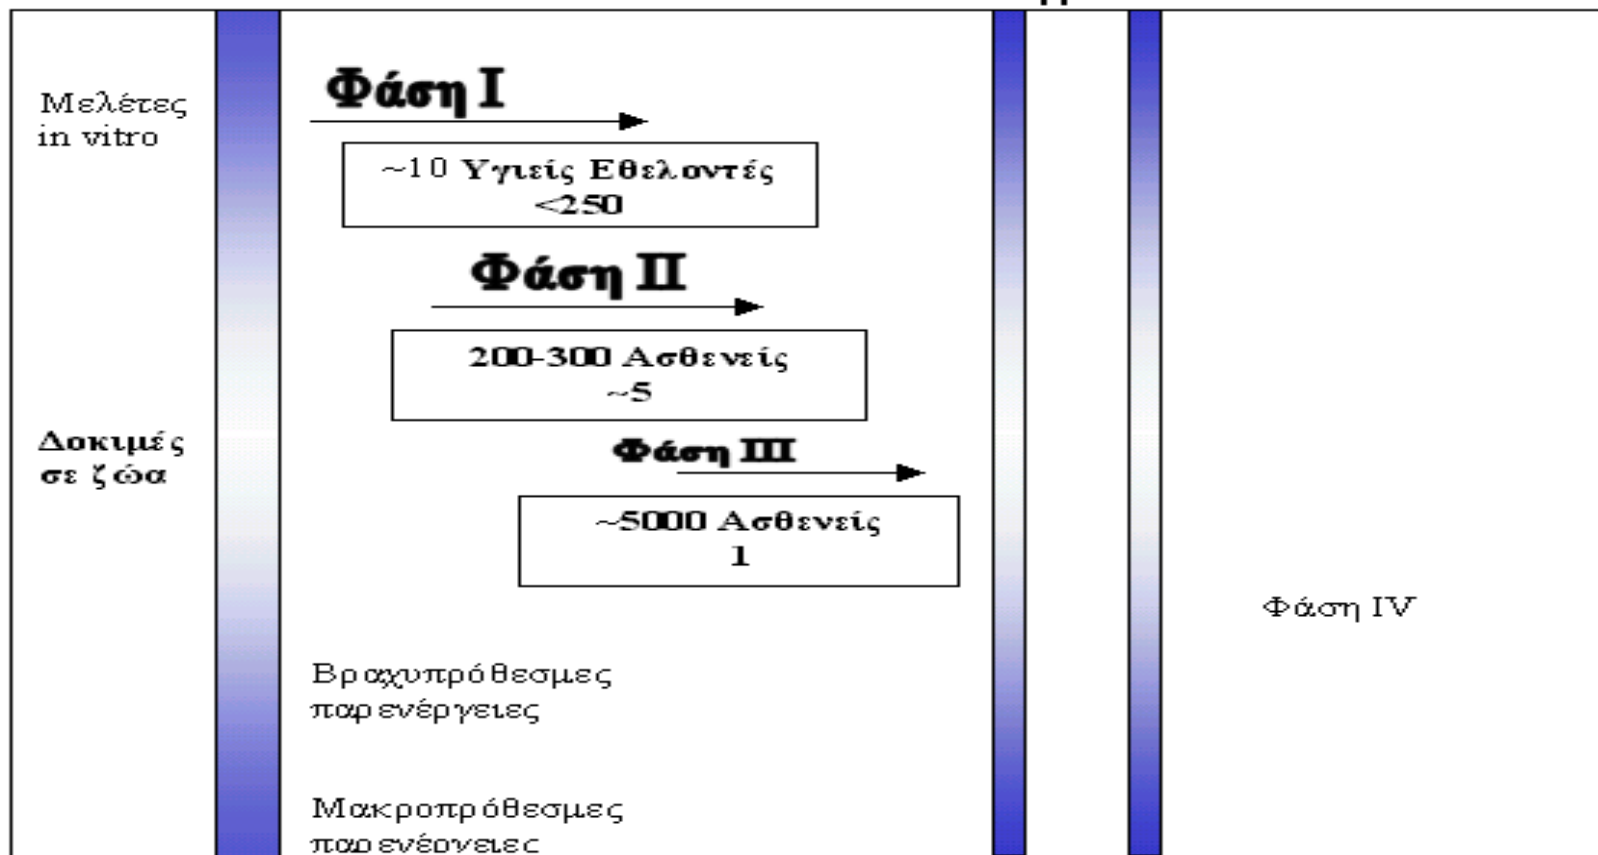 Μελέτες
in vitro
Δοκιμές
σε ζώα
Φάση I
~10 Υγιείς Εθελοντές
<250
Φάση II
200-300 Ασθενείς
~5
Φάση III
~5000 Ασθενείς
1
Βραχυπρόθεσμες
παρενέργειες
Μακροπρόθεσμες
παρενέργειες
Φάση IV